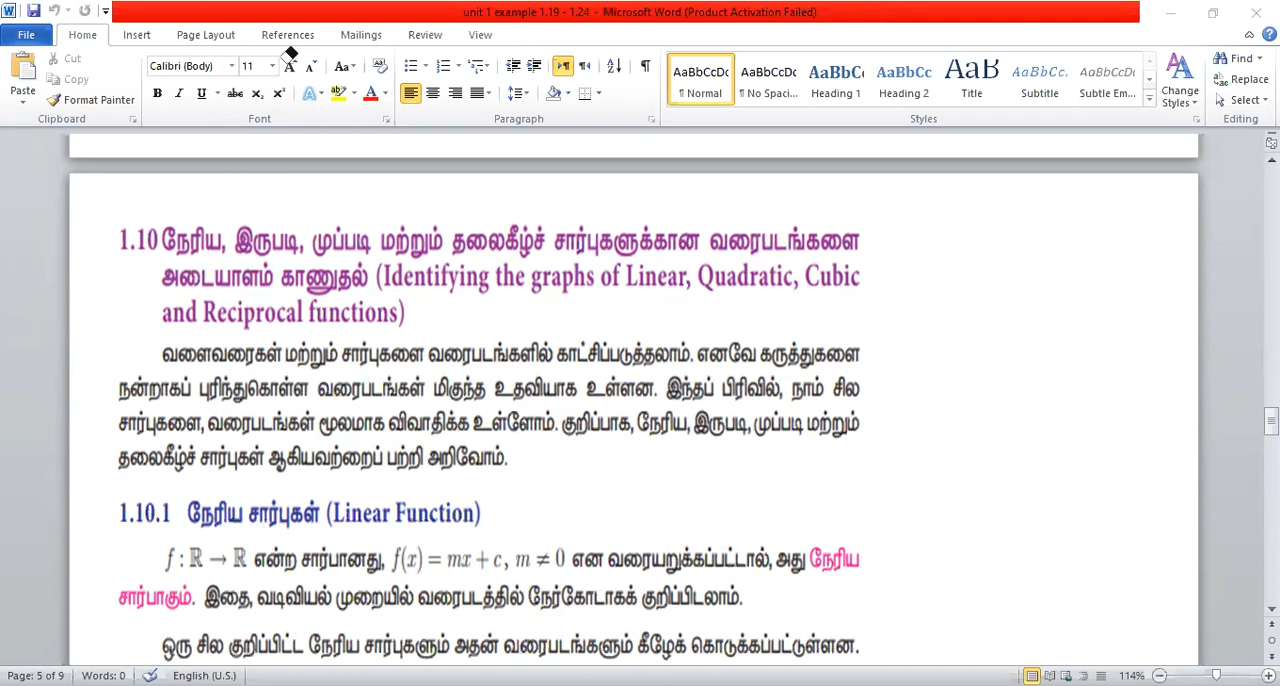 unit 1 example 1.19 - 1.24 - Microsoft Word (Product Activation Failed)
File Home Insert Page Layout References Mailings Review View
Cut
Copy
Format Painter
Paste
Clipboard
Calibri (Body) 11
Font
Paragraph
AaBbCcDc AaBbCcDc AaBbCc AaBbCc AaB AaBbCc. AaBbCcDc
¶ Normal ¶ No Spaci... Heading 1 Heading 2 Title Subtitle Subtle Em...
Styles
Change Styles
Find
Replace
Select
Editing
1.10 நேரிய, இருபடி, முப்படி மற்றும் தலைகீழ்ச் சார்புகளுக்கான வரைபடங்களை
அடையாளம் காணுதல் (Identifying the graphs of Linear, Quadratic, Cubic
and Reciprocal functions)
வளைவரைகள் மற்றும் சார்புகளை வரைபடங்களில் காட்சிப்படுத்தலாம். எனவே கருத்துகளை
நன்றாகப் புரிந்துகொள்ள வரைபடங்கள் மிகுந்த உதவியாக உள்ளன. இந்தப் பிரிவில், நாம் சில
சார்புகளை, வரைபடங்கள் மூலமாக விவாதிக்க உள்ளோம். குறிப்பாக, நேரிய, இருபடி, முப்படி மற்றும்
தலைகீழ்ச் சார்புகள் ஆகியவற்றைப் பற்றி அறிவோம்.
1.10.1 நேரிய சார்புகள் (Linear Function)
f : ℝ → ℝ என்ற சார்பானது, f(x) = mx + c, m ≠ 0 என வரையறுக்கப்பட்டால், அது நேரிய
சார்பாகும். இதை, வடிவியல் முறையில் வரைபடத்தில் நேர்கோடாகக் குறிப்பிடலாம்.
ஒரு சில குறிப்பிட்ட நேரிய சார்புகளும் அதன் வரைபடங்களும் கீழேக் கொடுக்கப்பட்டுள்ளன.
Page: 5 of 9 Words: 0 English (U.S.) 114%